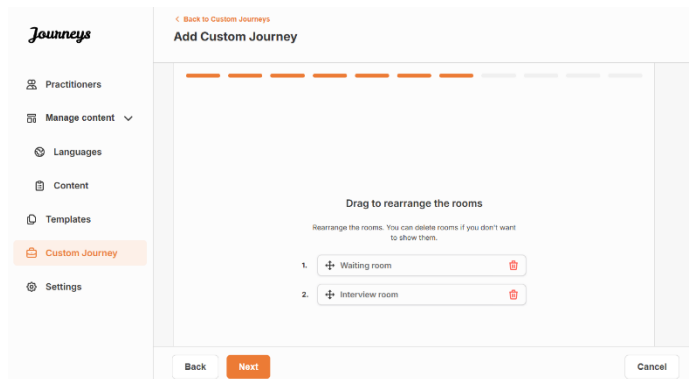 Journeys
Back to Custom Journeys
Add Custom Journey
Practitioners
Manage content
Languages
Content
Templates
Custom Journey
Settings
Drag to rearrange the rooms
Rearrange the rooms. You can delete rooms if you don't want
to show them.
1. Waiting room
2. Interview room
Back Next Cancel